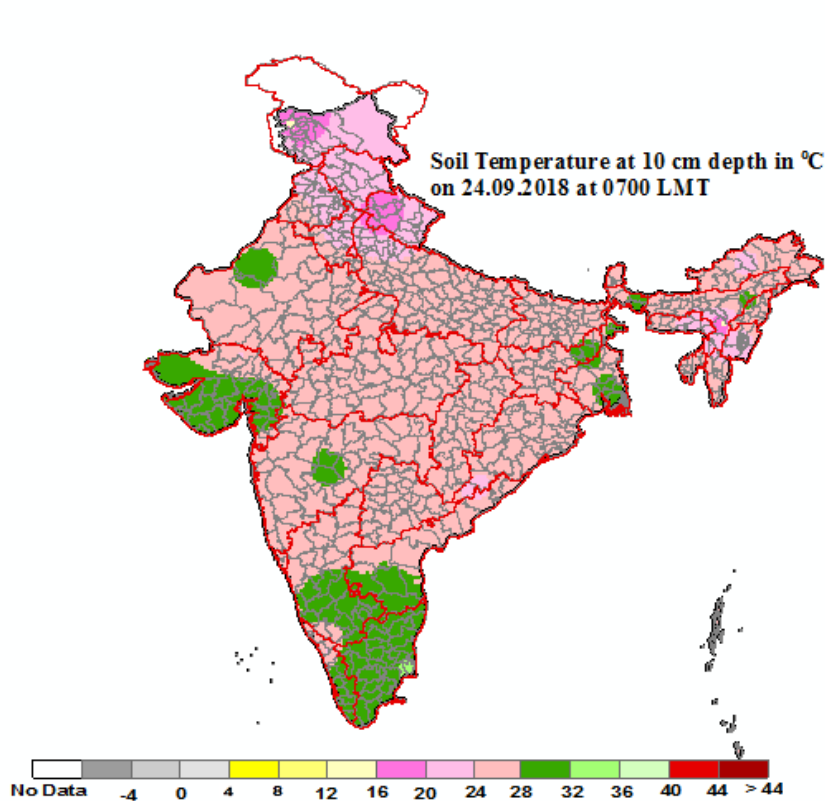 Soil Temperature at 10 cm depth in ⁰C
on 24.09.2018 at 0700 LMT
No Data -4 0 4 8 12 16 20 24 28 32 36 40 44 > 44